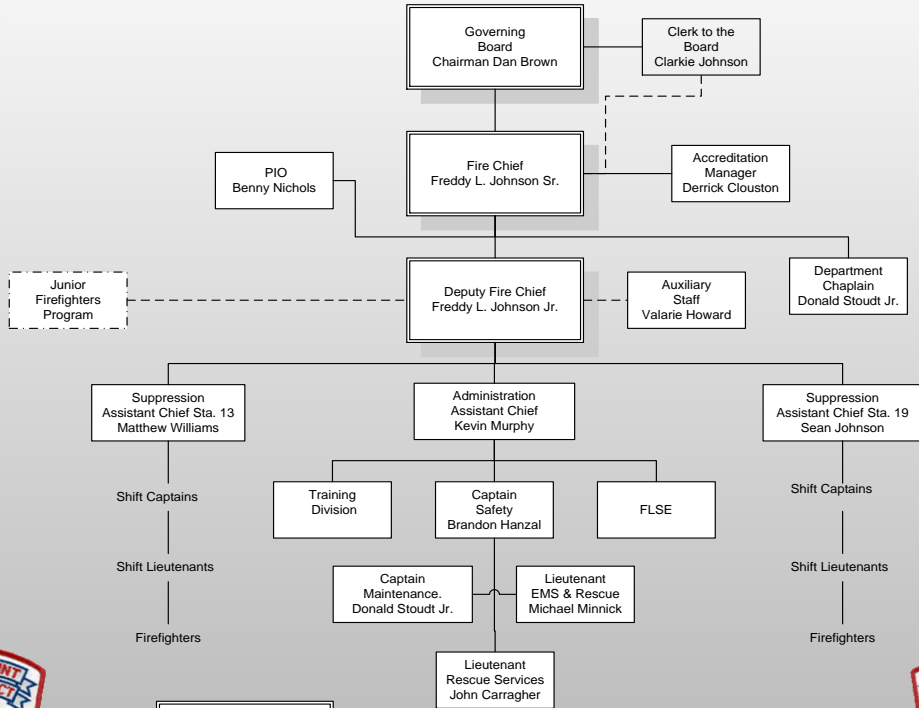 Governing
Board
Chairman Dan Brown
Clerk to the
Board
Clarkie Johnson
PIO
Benny Nichols
Fire Chief
Freddy L. Johnson Sr.
Accreditation
Manager
Derrick Clouston
Junior
Firefighters
Program
Deputy Fire Chief
Freddy L. Johnson Jr.
Auxiliary
Staff
Valarie Howard
Department
Chaplain
Donald Stoudt Jr.
Suppression
Assistant Chief Sta. 13
Matthew Williams
Administration
Assistant Chief
Kevin Murphy
Suppression
Assistant Chief Sta. 19
Sean Johnson
Shift Captains
Training
Division
Captain
Safety
Brandon Hanzal
FLSE
Shift Captains
Shift Lieutenants
Captain
Maintenance.
Donald Stoudt Jr.
Lieutenant
EMS & Rescue
Michael Minnick
Shift Lieutenants
Firefighters
Firefighters
Lieutenant
Rescue Services
John Carragher